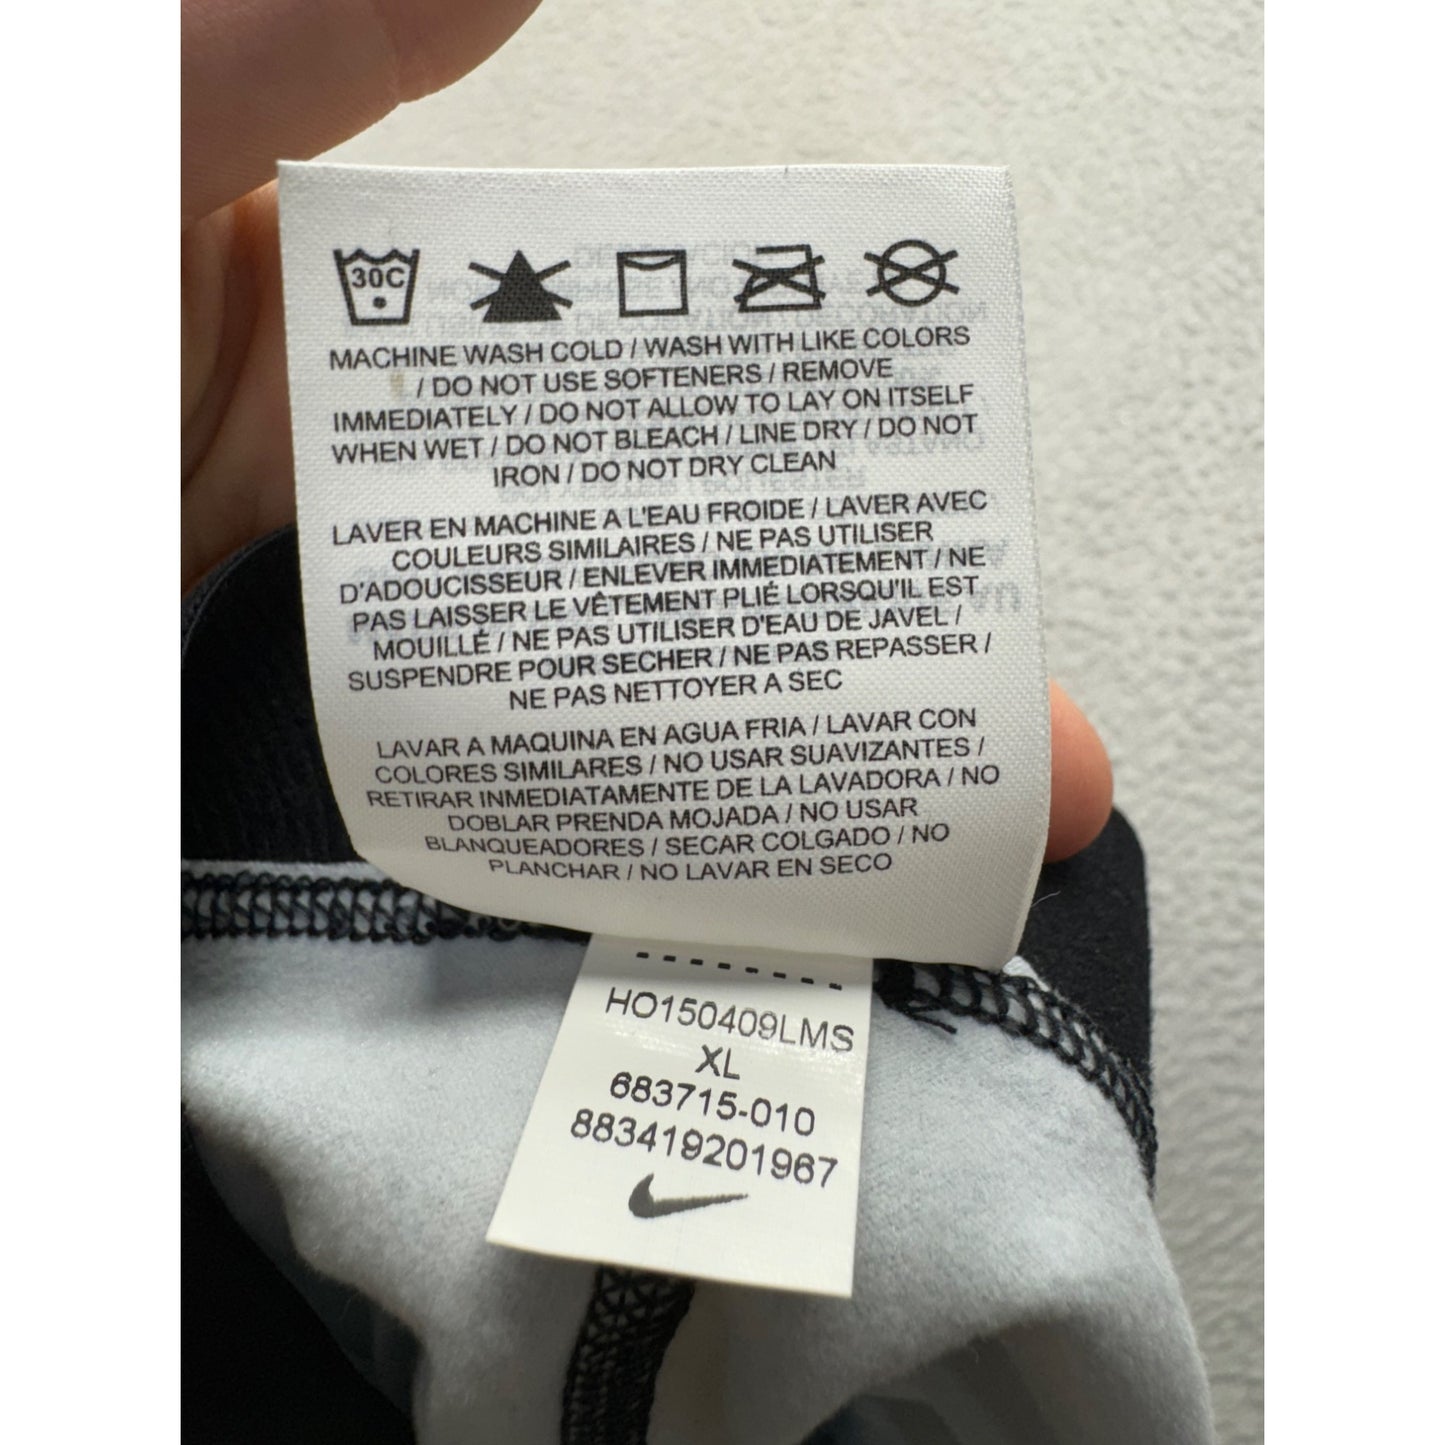 30C
MACHINE WASH COLD / WASH WITH LIKE COLORS
/ DO NOT USE SOFTENERS / REMOVE
IMMEDIATELY / DO NOT ALLOW TO LAY ON ITSELF
WHEN WET / DO NOT BLEACH / LINE DRY / DO NOT
IRON / DO NOT DRY CLEAN
LAVER EN MACHINE A L'EAU FROIDE / LAVER AVEC
COULEURS SIMILAIRES / NE PAS UTILISER
D'ADOUCISSEUR / ENLEVER IMMEDIATEMENT / NE
PAS LAISSER LE VÊTEMENT PLIÉ LORSQU'IL EST
MOUILLÉ / NE PAS UTILISER D'EAU DE JAVEL /
SUSPENDRE POUR SECHER / NE PAS REPASSER /
NE PAS NETTOYER A SEC
LAVAR A MAQUINA EN AGUA FRIA / LAVAR CON
COLORES SIMILARES / NO USAR SUAVIZANTES /
RETIRAR INMEDIATAMENTE DE LA LAVADORA / NO
DOBLAR PRENDA MOJADA / NO USAR
BLANQUEADORES / SECAR COLGADO / NO
PLANCHAR / NO LAVAR EN SECO
HO150409LMS
XL
683715-010
883419201967